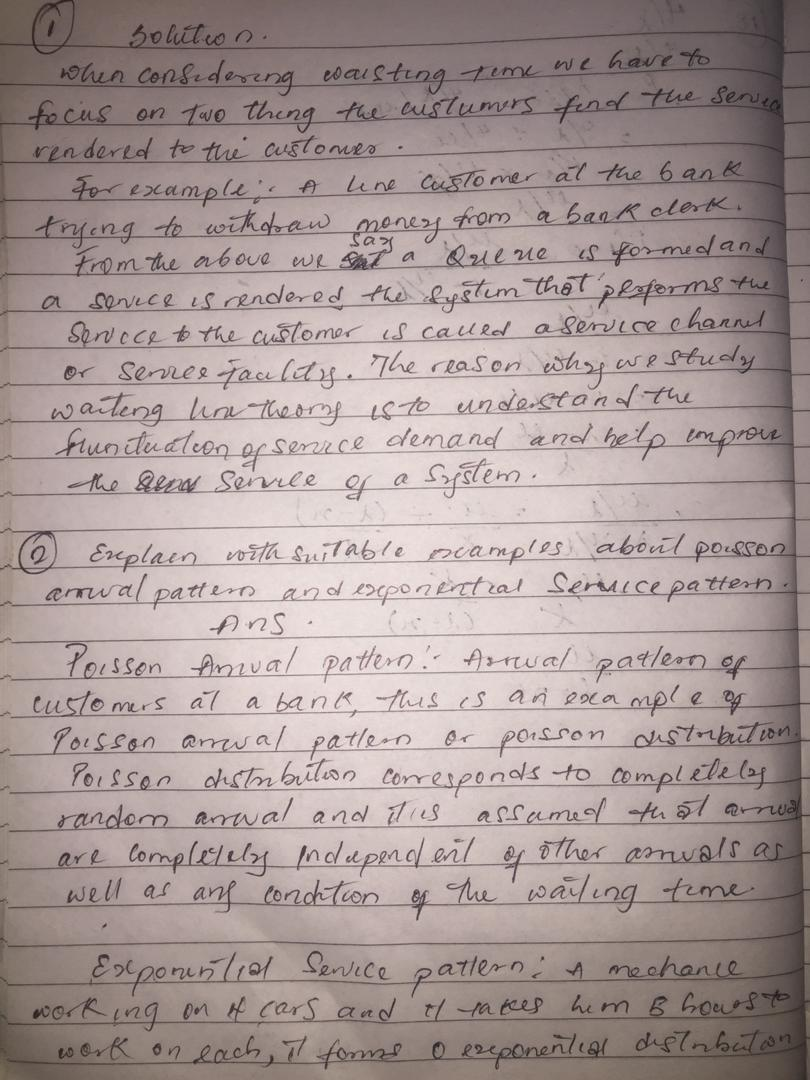 ① Solution.
When considering waisting time we have to
focus on two thing the custumers find the Service
rendered to the customer.
For example:- A line customer at the bank
trying to withdraw money from a bank clerk.
From the above we say a Queue is formed and
a service is rendered the system that performs the
Service to the customer is called a service channel
or Service facility. The reason why we study
waiting line theory is to understand the
flunctuation of service demand and help improve
the Service of a System.
② Explain with suitable examples about poisson
arrival pattern and exponential Service pattern.
Ans.
Poisson Arrival pattern:- Arrival pattern of
customers at a bank, this is an example of
Poisson arrival pattern or poisson distribution.
Poisson distribution corresponds to completely
random arrival and it is assumed that arrival
are completely Independent of other arrivals as
well as any condition of the waiting time.
Exponential Service pattern: A mechanic
working on 4 cars and it takes him 5 hours to
work on each, it forms a exponential distribution